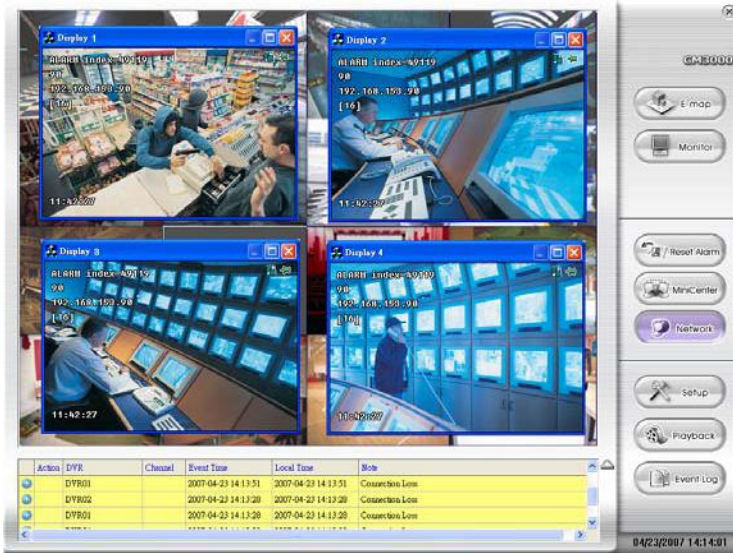 Display 1
ALARM index-49119
90
192.168.153.90
[16]
11:42:27
Display 2
ALARM index-49119
90
192.168.153.90
[16]
11:42:27
Display 3
ALARM index-49119
90
192.168.153.90
[16]
11:42:27
Display 4
ALARM index-49119
90
192.168.153.90
[16]
11:42:27
GM3000
E map
Monitor
Reset Alarm
MiniCenter
Network
Setup
Playback
Event Log
Action DVR Channel Event Time Local Time Note
DVR01 2007-04-23 14:13:51 2007-04-23 14:13:51 Connection Loss
DVR02 2007-04-23 14:13:28 2007-04-23 14:13:28 Connection Loss
DVR01 2007-04-23 14:13:28 2007-04-23 14:13:28 Connection Loss
04/23/2007 14:14:01